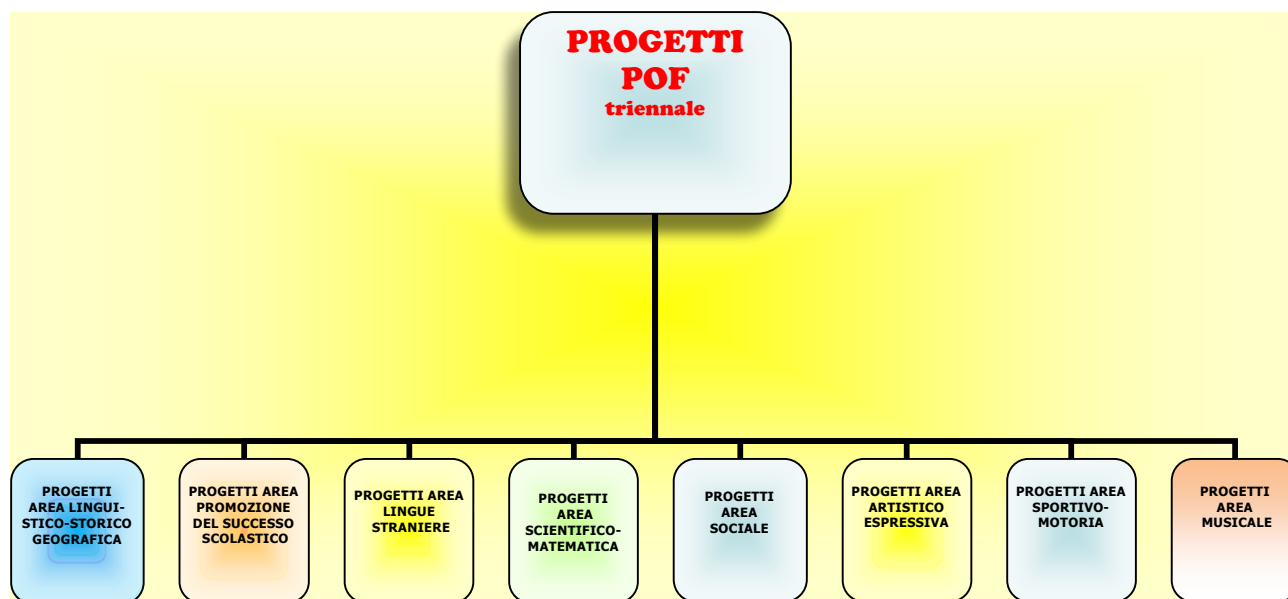 PROGETTI
POF
triennale
PROGETTI
AREA LINGUI-
STICO-STORICO
GEOGRAFICA
PROGETTI AREA
PROMOZIONE
DEL SUCCESSO
SCOLASTICO
PROGETTI AREA
LINGUE
STRANIERE
PROGETTI
AREA
SCIENTIFICO-
MATEMATICA
PROGETTI
AREA
SOCIALE
PROGETTI AREA
ARTISTICO
ESPRESSIVA
PROGETTI AREA
SPORTIVO-
MOTORIA
PROGETTI
AREA
MUSICALE